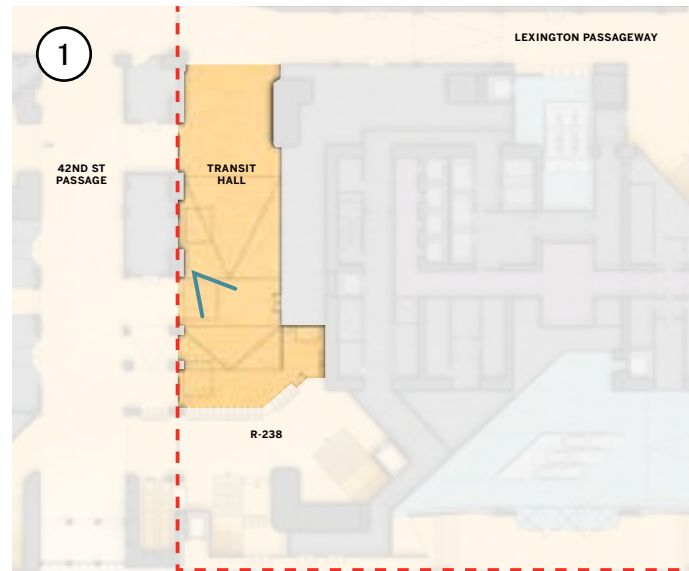 1
LEXINGTON PASSAGEWAY
42ND ST
PASSAGE
TRANSIT
HALL
R-238